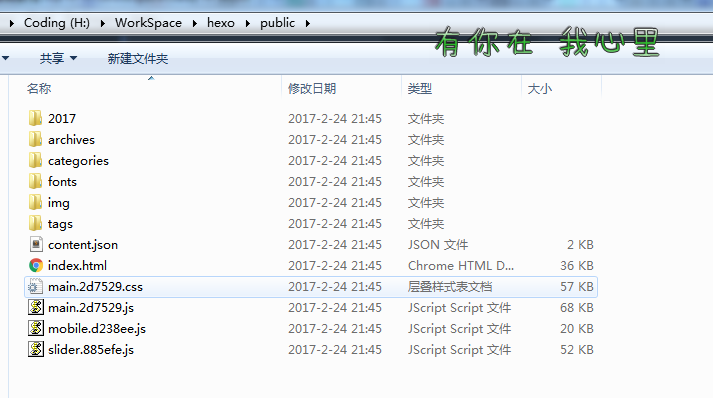 Coding (H:) WorkSpace hexo public
有你在 我心里
共享 新建文件夹
名称 修改日期 类型 大小
2017 2017-2-24 21:45 文件夹
archives 2017-2-24 21:45 文件夹
categories 2017-2-24 21:45 文件夹
fonts 2017-2-24 21:45 文件夹
img 2017-2-24 21:45 文件夹
tags 2017-2-24 21:45 文件夹
content.json 2017-2-24 21:45 JSON 文件 2 KB
index.html 2017-2-24 21:45 Chrome HTML D... 36 KB
main.2d7529.css 2017-2-24 21:45 层叠样式表文档 57 KB
main.2d7529.js 2017-2-24 21:45 JScript Script 文件 68 KB
mobile.d238ee.js 2017-2-24 21:45 JScript Script 文件 20 KB
slider.885efe.js 2017-2-24 21:45 JScript Script 文件 52 KB